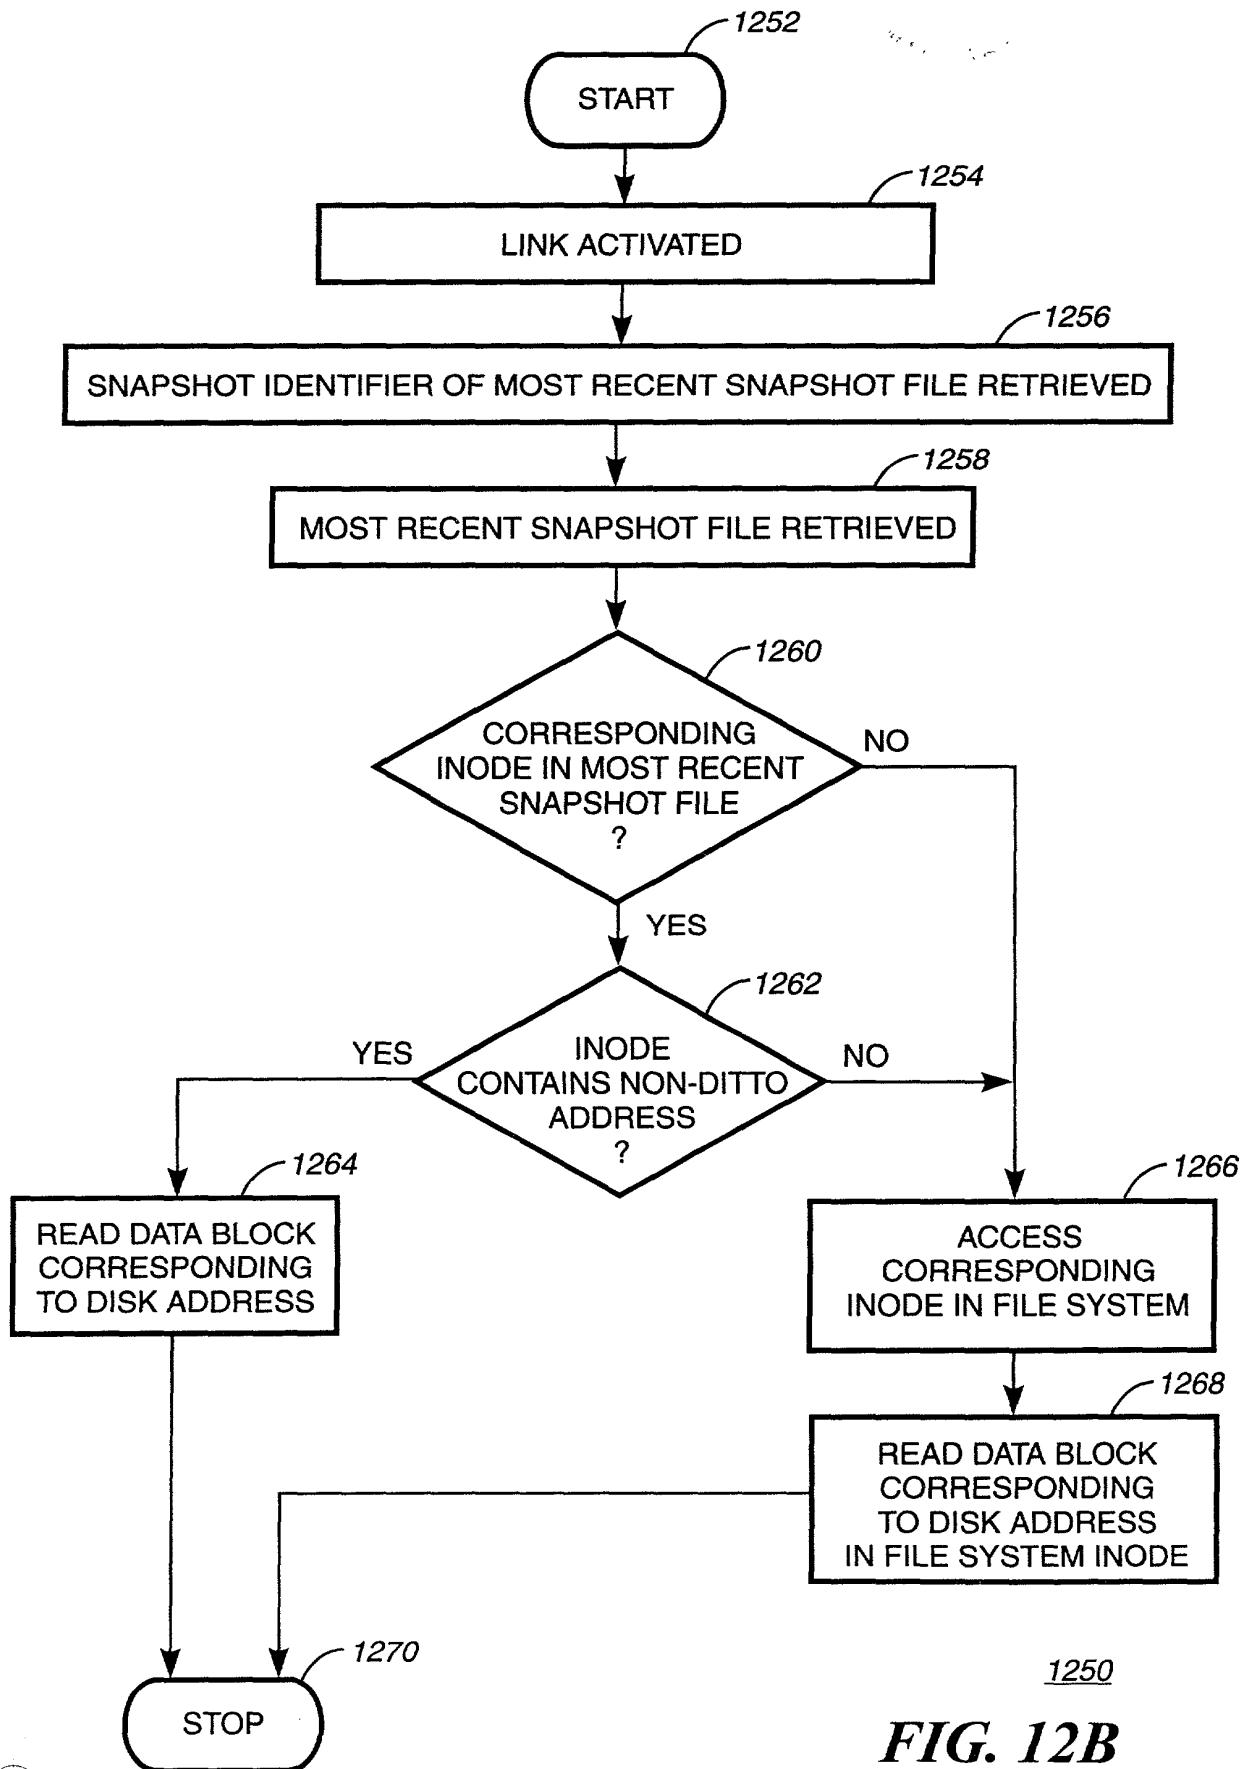 1252
START
1254
LINK ACTIVATED
1256
SNAPSHOT IDENTIFIER OF MOST RECENT SNAPSHOT FILE RETRIEVED
1258
MOST RECENT SNAPSHOT FILE RETRIEVED
1260
CORRESPONDING
INODE IN MOST RECENT
SNAPSHOT FILE
?
NO
YES
1262
YES
INODE
CONTAINS NON-DITTO
ADDRESS
?
NO
1264
READ DATA BLOCK
CORRESPONDING
TO DISK ADDRESS
1266
ACCESS
CORRESPONDING
INODE IN FILE SYSTEM
1268
READ DATA BLOCK
CORRESPONDING
TO DISK ADDRESS
IN FILE SYSTEM INODE
1270
STOP
1250
FIG. 12B